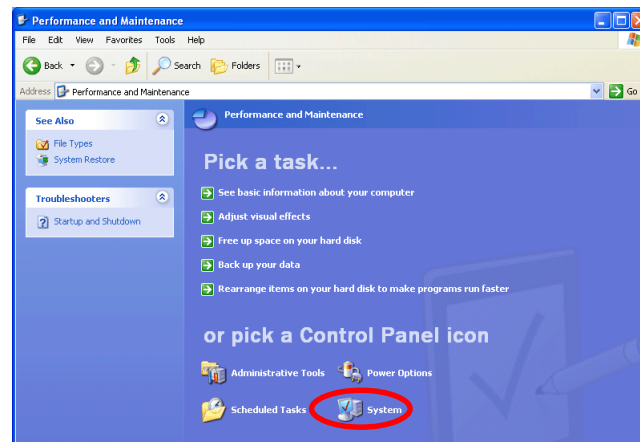 Performance and Maintenance
File Edit View Favorites Tools Help
Back Search Folders
Address Performance and Maintenance Go
See Also
File Types
System Restore
Troubleshooters
Startup and Shutdown
Performance and Maintenance
Pick a task...
See basic information about your computer
Adjust visual effects
Free up space on your hard disk
Back up your data
Rearrange items on your hard disk to make programs run faster
or pick a Control Panel icon
Administrative Tools Power Options
Scheduled Tasks System